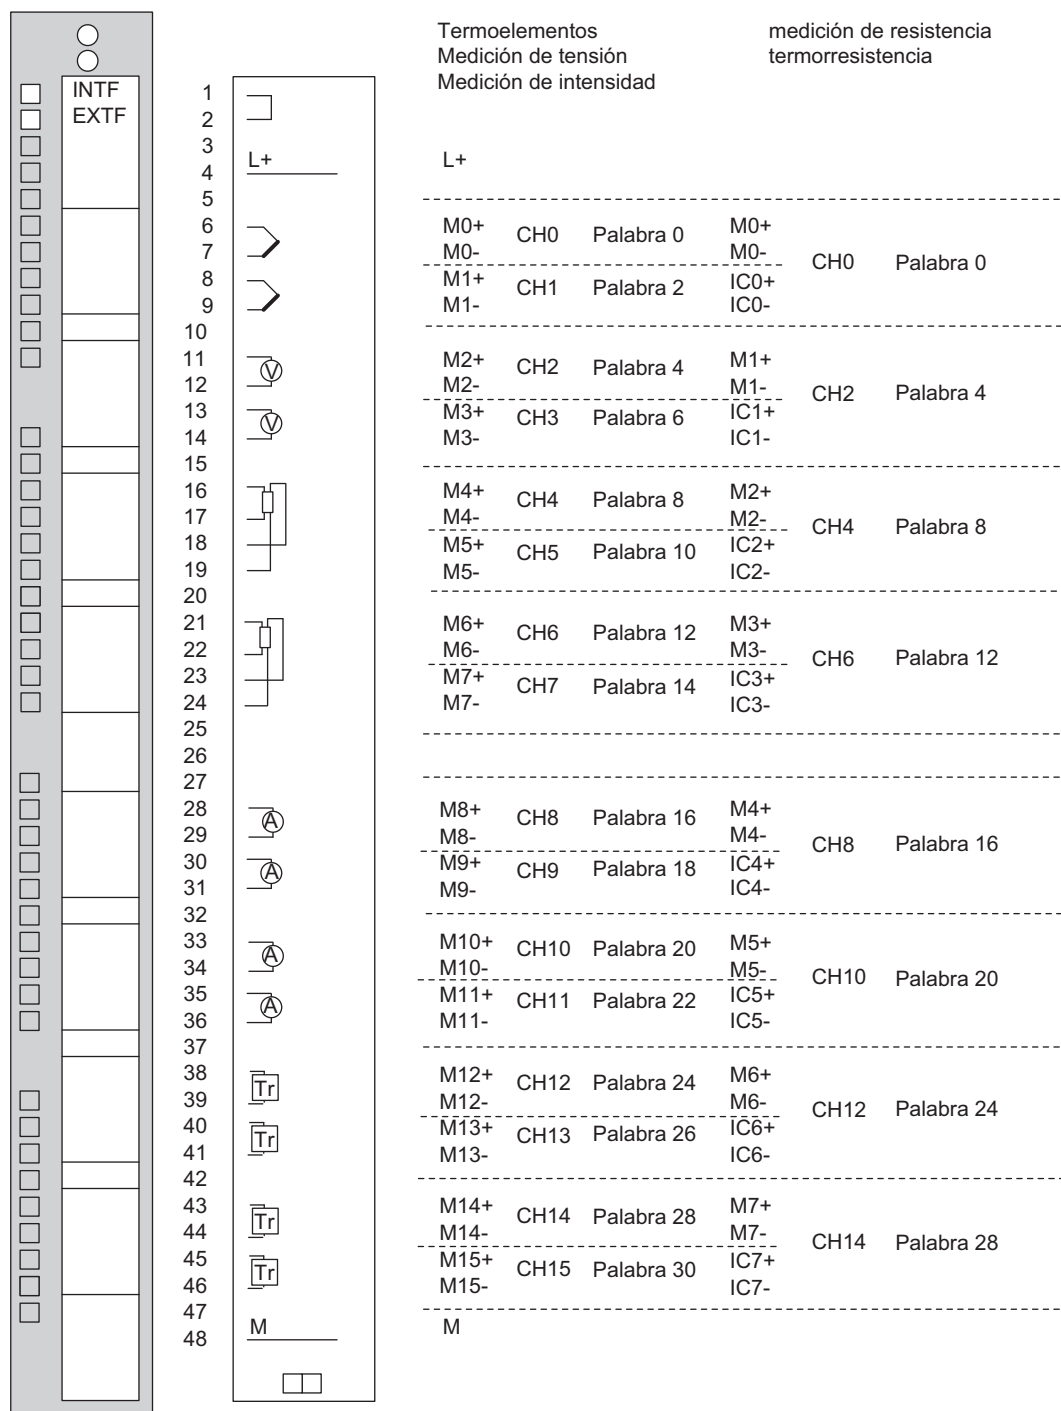 Termoelementos medición de resistencia
Medición de tensión termorresistencia
Medición de intensidad
INTF 1
EXTF 2
3
L+ L+
4
5
6 M0+ CH0 Palabra 0 M0+
7 M0- M0- CH0 Palabra 0
8 M1+ CH1 Palabra 2 IC0+
9 M1- IC0-
10
11 M2+ CH2 Palabra 4 M1+
12 M2- M1- CH2 Palabra 4
13 M3+ CH3 Palabra 6 IC1+
14 M3- IC1-
V
V
15
16 M4+ CH4 Palabra 8 M2+
17 M4- M2- CH4 Palabra 8
18 M5+ CH5 Palabra 10 IC2+
19 M5- IC2-
20
21 M6+ CH6 Palabra 12 M3+
22 M6- M3- CH6 Palabra 12
23 M7+ CH7 Palabra 14 IC3+
24 M7- IC3-
25
26
27
28 M8+ CH8 Palabra 16 M4+
29 M8- M4- CH8 Palabra 16
30 M9+ CH9 Palabra 18 IC4+
31 M9- IC4-
A
A
32
33 M10+ CH10 Palabra 20 M5+
34 M10- M5- CH10 Palabra 20
35 M11+ CH11 Palabra 22 IC5+
36 M11- IC5-
A
A
37
38 M12+ CH12 Palabra 24 M6+
39 M12- M6- CH12 Palabra 24
40 M13+ CH13 Palabra 26 IC6+
41 M13- IC6-
Tr
Tr
42
43 M14+ CH14 Palabra 28 M7+
44 M14- M7- CH14 Palabra 28
45 M15+ CH15 Palabra 30 IC7+
46 M15- IC7-
Tr
Tr
47
M M
48